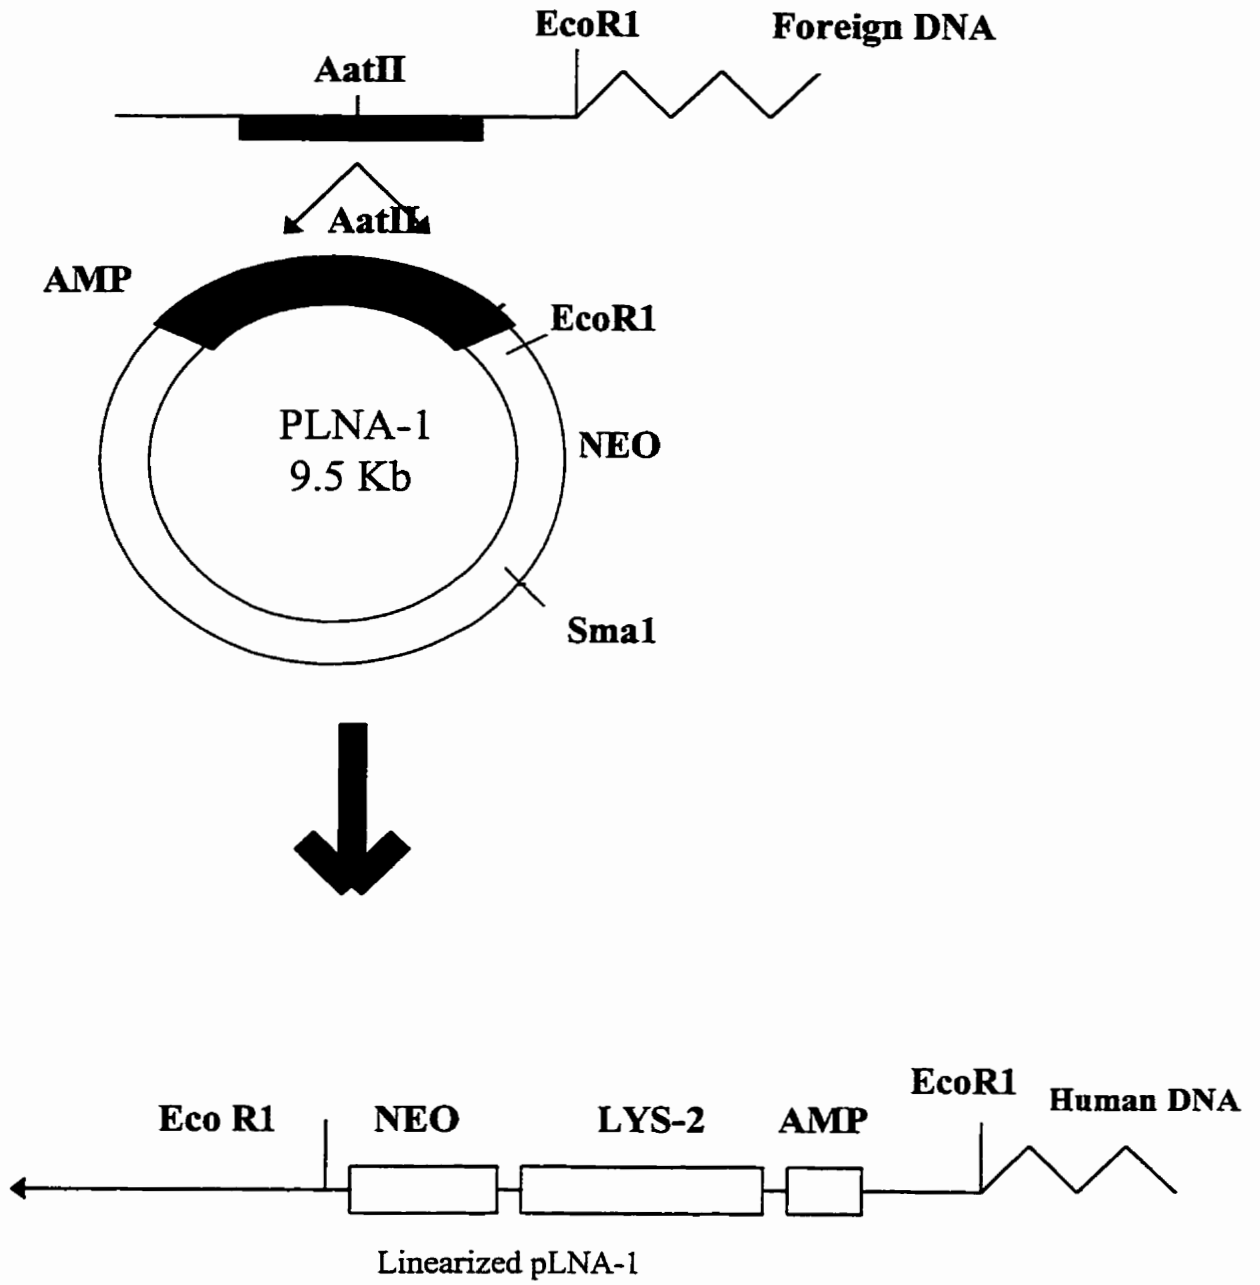 EcoR1
Foreign DNA
AatII
AatII
AMP
EcoR1
PLNA-1
9.5 Kb
NEO
Sma1
EcoR1
Human DNA
Eco R1
NEO
LYS-2
AMP
Linearized pLNA-1